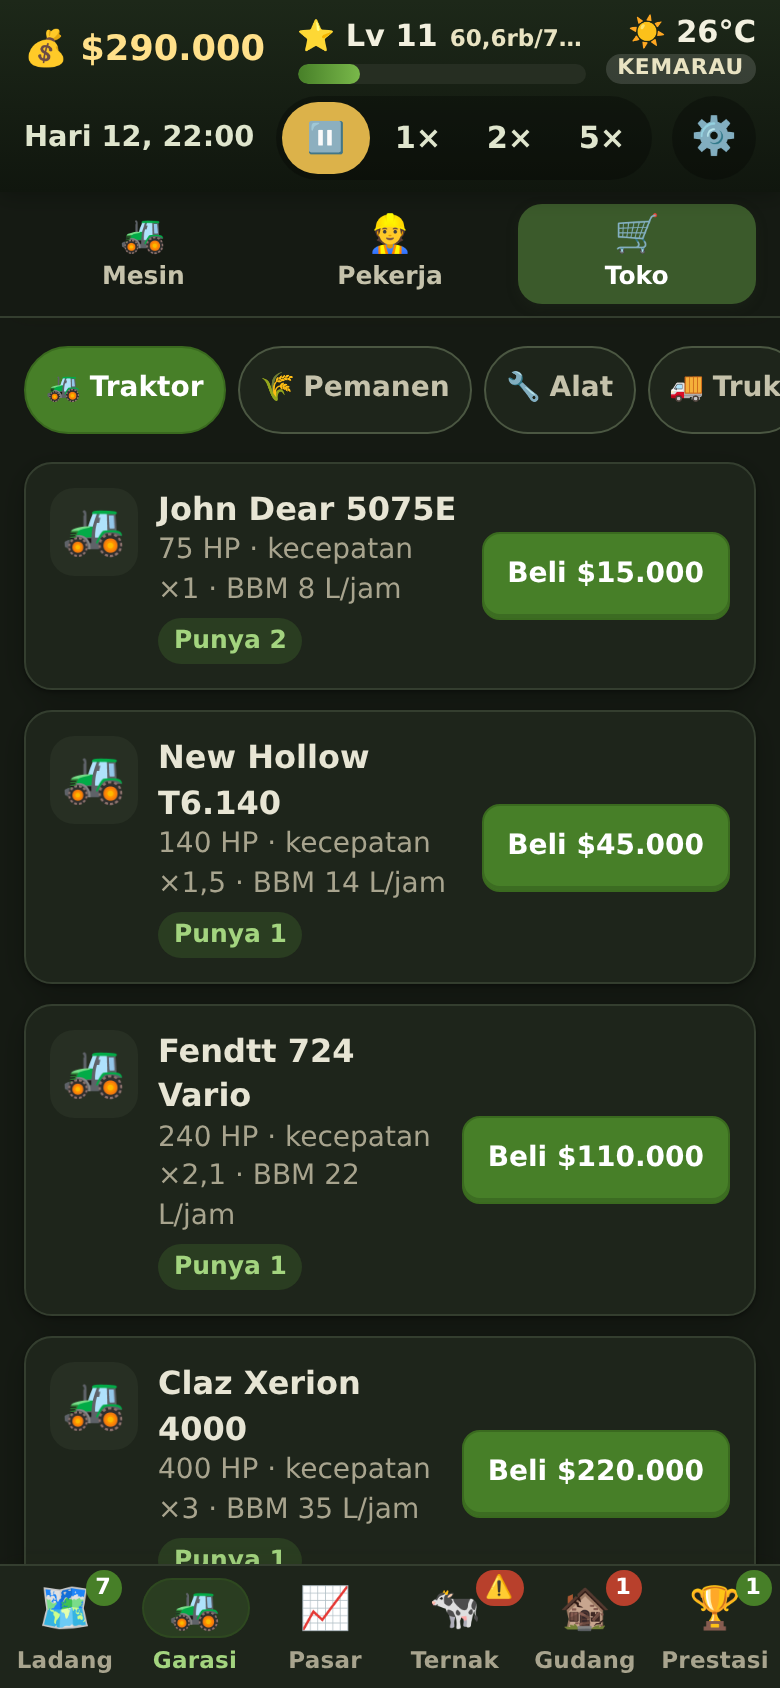 $290.000
Lv 11 60,6rb/7...
26°C
KEMARAU
Hari 12, 22:00
1× 2× 5×
Mesin Pekerja Toko
Traktor Pemanen Alat Truk
John Dear 5075E
75 HP · kecepatan
×1 · BBM 8 L/jam
Punya 2
Beli $15.000
New Hollow
T6.140
140 HP · kecepatan
×1,5 · BBM 14 L/jam
Punya 1
Beli $45.000
Fendtt 724
Vario
240 HP · kecepatan
×2,1 · BBM 22
L/jam
Punya 1
Beli $110.000
Claz Xerion
4000
400 HP · kecepatan
×3 · BBM 35 L/jam
Punya 1
Beli $220.000
7 1 1
Ladang Garasi Pasar Ternak Gudang Prestasi